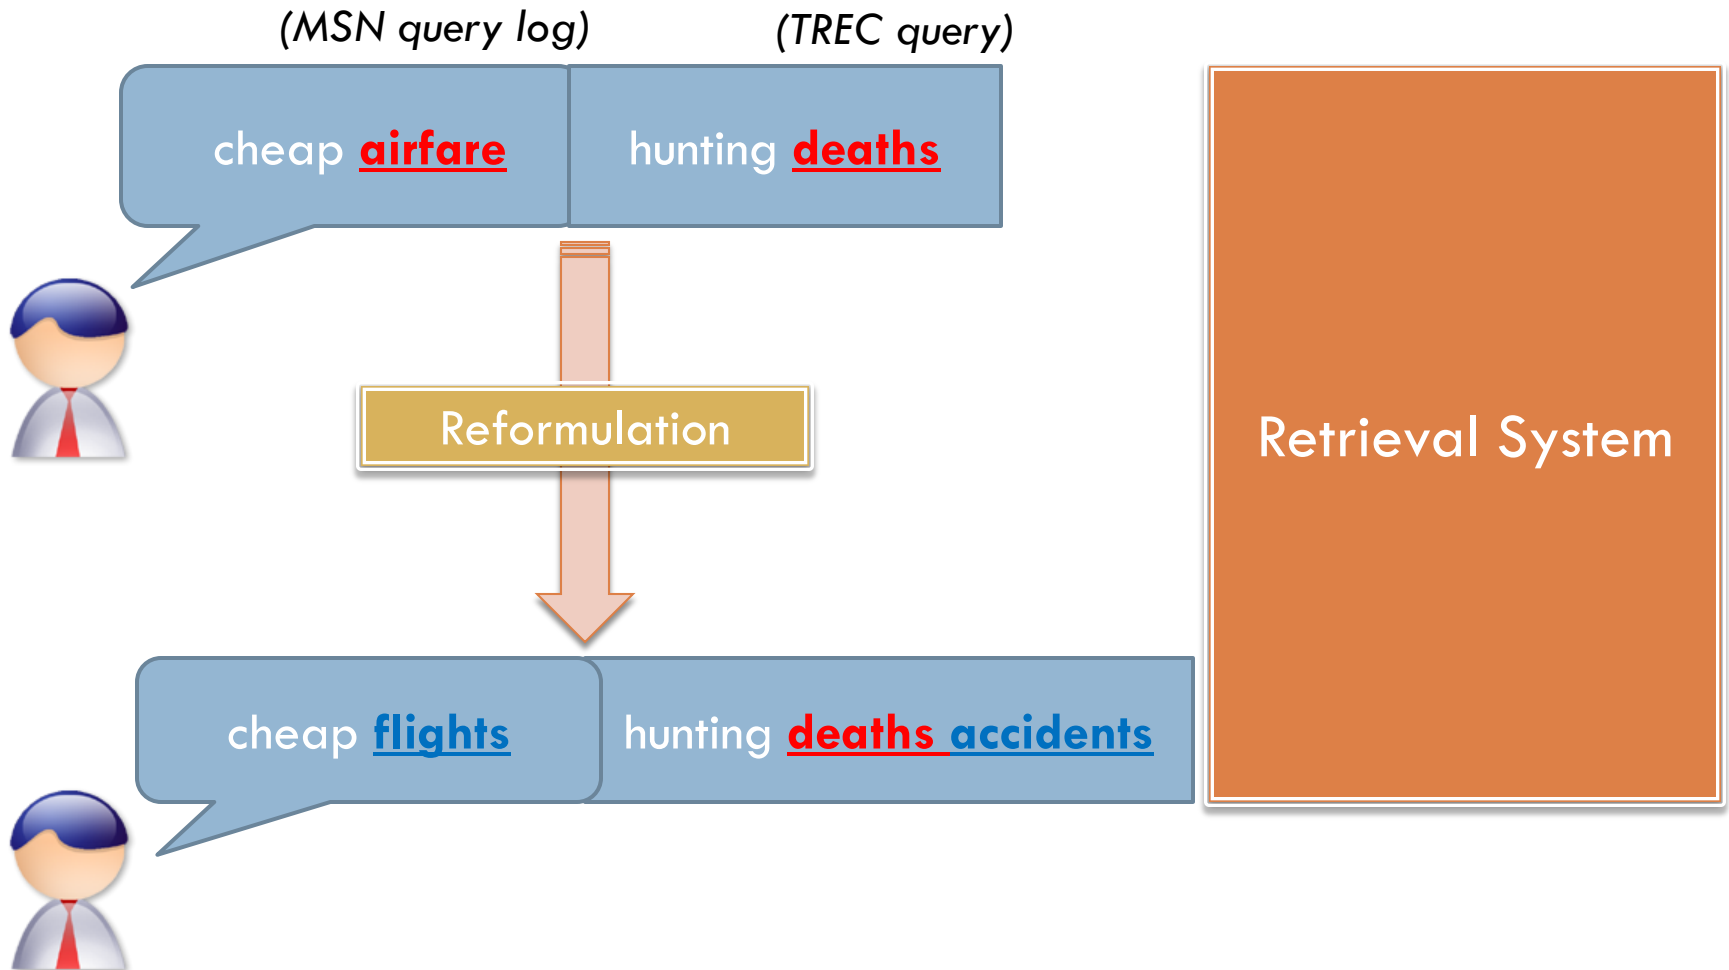 (MSN query log) (TREC query)
cheap airfare hunting deaths
Reformulation
Retrieval System
cheap flights hunting deaths accidents